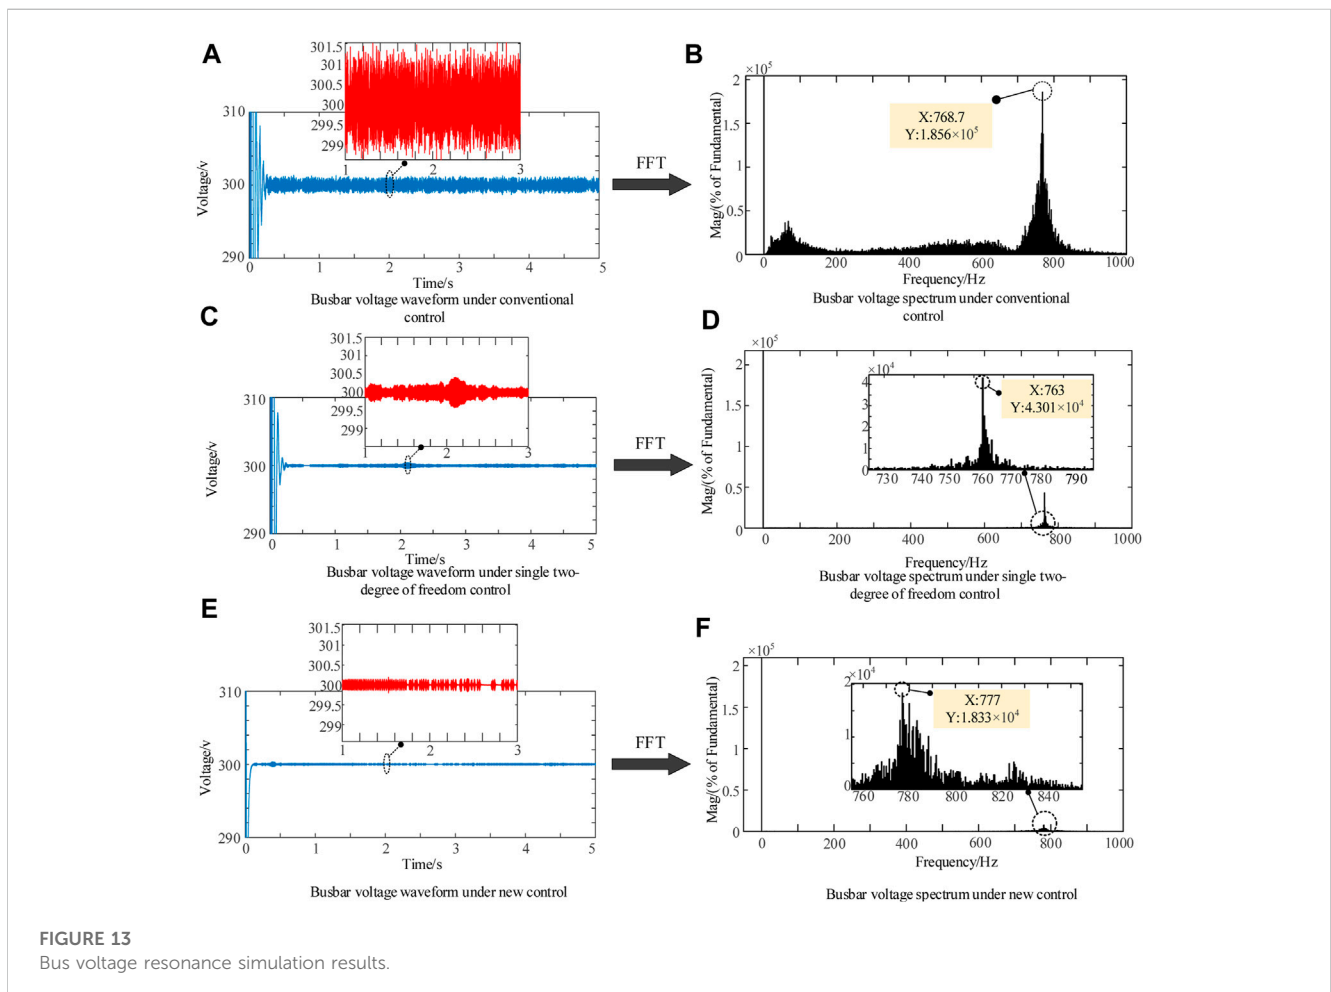 A
301.5
301
300.5
300
299.5
299
1
2
3
310
300
290
Voltage/v
0
1
2
3
4
5
Time/s
Busbar voltage waveform under conventional
control
FFT
B
×10⁵
2
1.5
1
0.5
0
Mag/(% of Fundamental)
X:768.7
Y:1.856×10⁵
0
200
400
600
800
1000
Frequency/Hz
Busbar voltage spectrum under conventional
control
C
301.5
301
300.5
300
299.5
299
1
2
3
310
300
290
Voltage/v
0
1
2
3
4
5
Time/s
Busbar voltage waveform under single two-
degree of freedom control
FFT
D
×10⁵
2
1.5
1
0.5
0
Mag/(% of Fundamental)
×10⁴
4
3
2
1
0
X:763
Y:4.301×10⁴
730
740
750
760
770
780
790
0
200
400
600
800
1000
Frequency/Hz
Busbar voltage spectrum under single two-
degree of freedom control
E
301.5
301
300.5
300
299.5
299
1
2
3
310
300
290
Voltage/v
0
1
2
3
4
5
Time/s
Busbar voltage waveform under new control
FFT
F
×10⁵
2
1.5
1
0.5
0
Mag/(% of Fundamental)
×10⁴
2
1
0
X:777
Y:1.833×10⁴
760
780
800
820
840
0
200
400
600
800
1000
Frequency/Hz
Busbar voltage spectrum under new control
FIGURE 13
Bus voltage resonance simulation results.